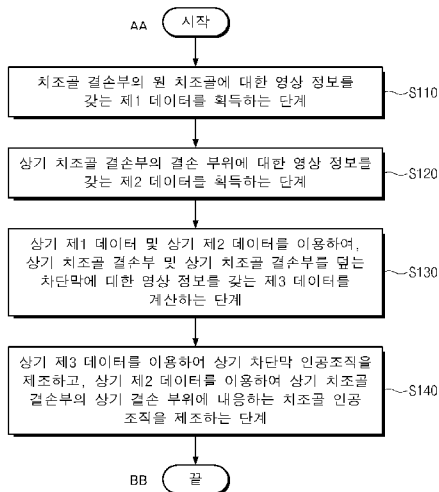 AA 시작
치조골 결손부의 원 치조골에 대한 영상 정보를
갖는 제1 데이터를 획득하는 단계
S110
상기 치조골 결손부의 결손 부위에 대한 영상 정보를
갖는 제2 데이터를 획득하는 단계
S120
상기 제1 데이터 및 상기 제2 데이터를 이용하여,
상기 치조골 결손부 및 상기 치조골 결손부를 덮는
차단막에 대한 영상 정보를 갖는 제3 데이터를
계산하는 단계
S130
상기 제3 데이터를 이용하여 상기 차단막 인공조직을
제조하고, 상기 제2 데이터를 이용하여 상기 치조골
결손부의 상기 결손 부위에 대응하는 치조골 인공
조직을 제조하는 단계
S140
BB 끝